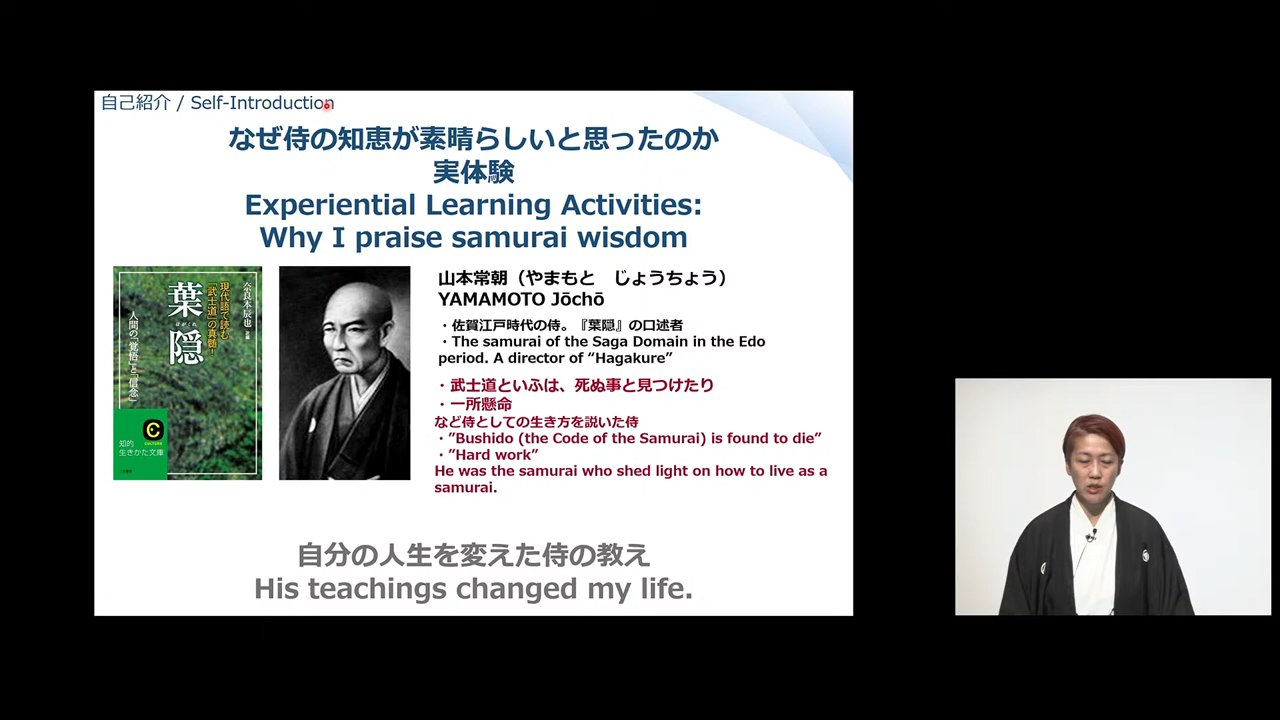 自己紹介 / Self-Introduction
なぜ侍の知恵が素晴らしいと思ったのか
実体験
Experiential Learning Activities:
Why I praise samurai wisdom
奈良本辰也
現代語で読む
「武士道」の真髄！
葉隠
はがくれ
人間の「覚悟」と「信念」
CULTURE
知的
生きかた文庫
山本常朝（やまもと　じょうちょう）
YAMAMOTO Jōchō
・佐賀江戸時代の侍。『葉隠』の口述者
・The samurai of the Saga Domain in the Edo
period. A director of “Hagakure”
・武士道といふは、死ぬ事と見つけたり
・一所懸命
など侍としての生き方を説いた侍
・”Bushido (the Code of the Samurai) is found to die”
・”Hard work”
He was the samurai who shed light on how to live as a
samurai.
自分の人生を変えた侍の教え
His teachings changed my life.